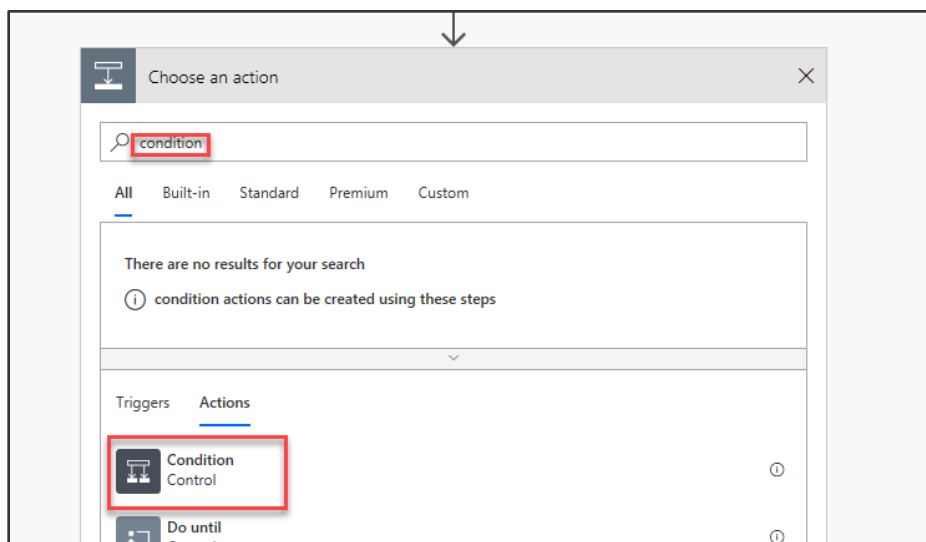 Choose an action
condition
All Built-in Standard Premium Custom
There are no results for your search
condition actions can be created using these steps
Triggers Actions
Condition
Control
Do until